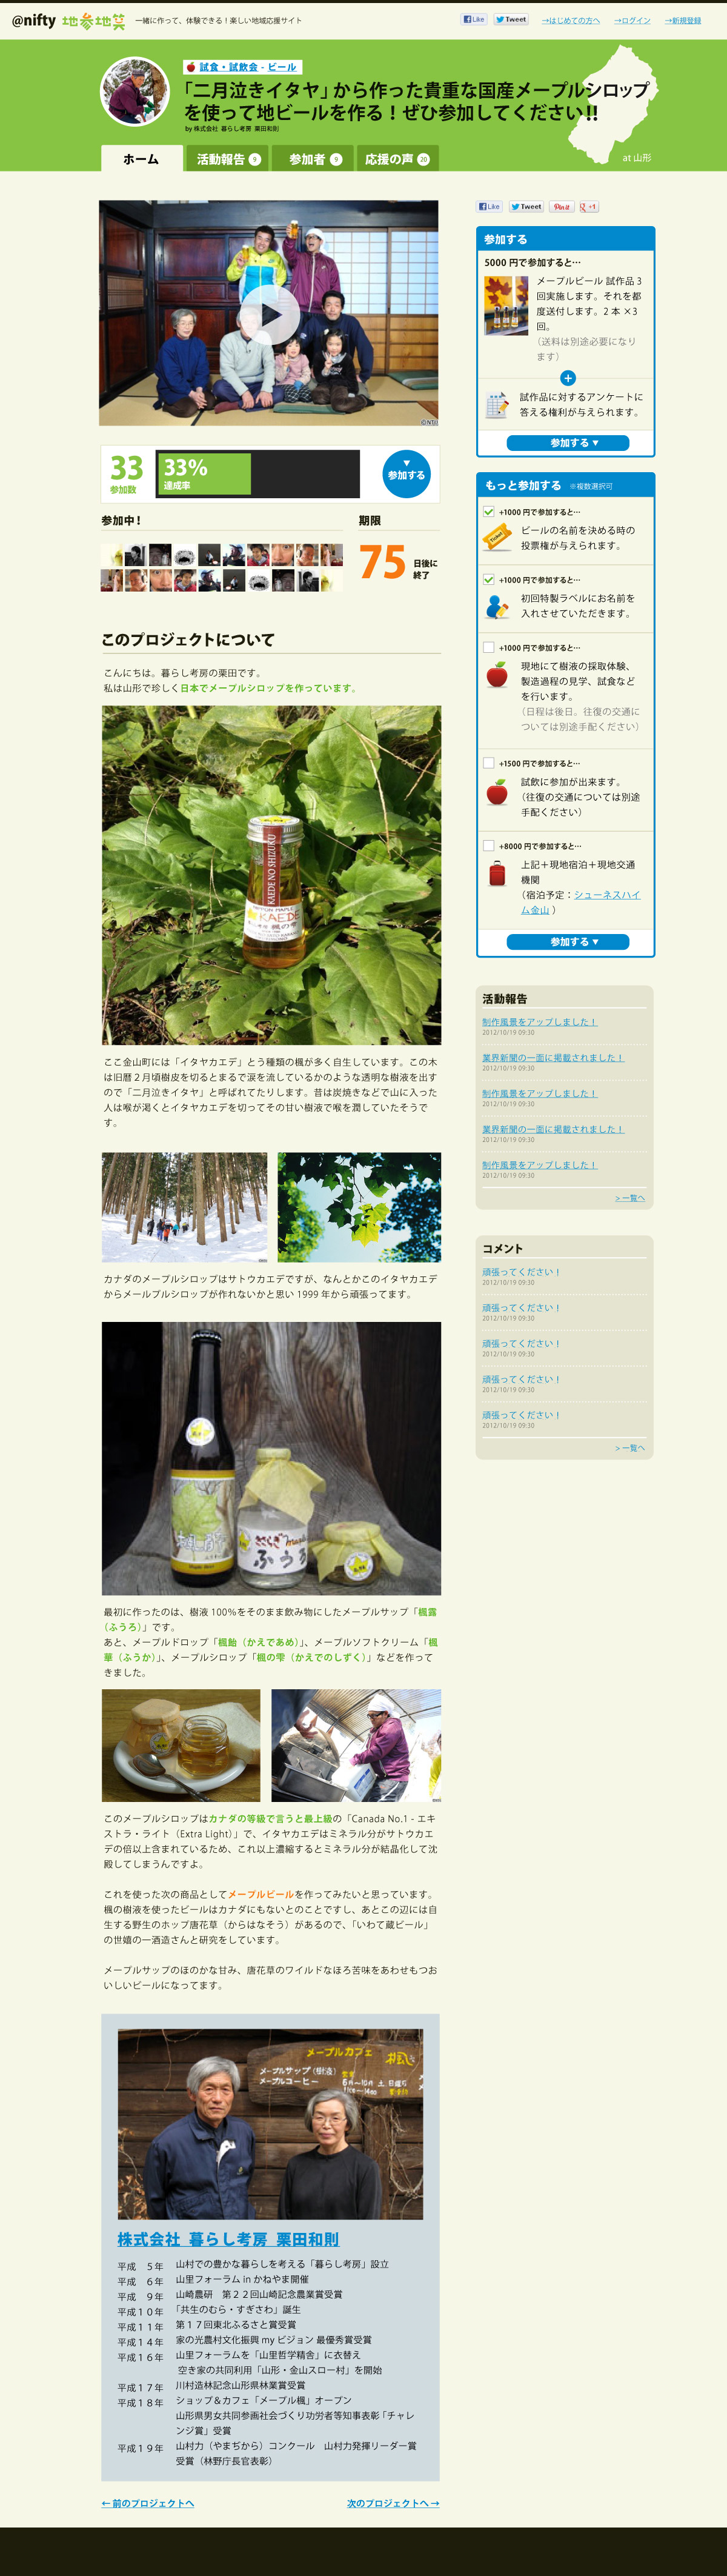 @nifty 地参地笑 一緒に作って、体験できる！楽しい地域応援サイト
Like Tweet →はじめての方へ →ログイン →新規登録
試食・試飲会 - ビール
「二月泣きイタヤ」から作った貴重な国産メープルシロップ
を使って地ビールを作る！ぜひ参加してください!!
by 株式会社 暮らし考房 栗田和則
at 山形
ホーム 活動報告 9 参加者 9 応援の声 20
©NTJJ
33
参加数
33%
達成率
▼
参加する
参加中！
期限
75 日後に
終了
このプロジェクトについて
こんにちは。暮らし考房の栗田です。
私は山形で珍しく日本でメープルシロップを作っています。
KAEDE NO SHIZUKU
NIPPON MAPLE
KAEDE
楓の雫
ここ金山町には「イタヤカエデ」とう種類の楓が多く自生しています。この木
は旧暦２月頃樹皮を切るとまるで涙を流しているかのような透明な樹液を出す
ので「二月泣きイタヤ」と呼ばれてたりします。昔は炭焼きなどで山に入った
人は喉が渇くとイタヤカエデを切ってその甘い樹液で喉を潤していたそうで
す。
カナダのメープルシロップはサトウカエデですが、なんとかこのイタヤカエデ
からメールプルシロップが作れないかと思い 1999 年から頑張ってます。
ふうろ
最初に作ったのは、樹液 100％をそのまま飲み物にしたメープルサップ「楓露
（ふうろ）」です。
あと、メープルドロップ「楓飴（かえであめ）」、メープルソフトクリーム「楓
華（ふうか）」、メープルシロップ「楓の雫（かえでのしずく）」などを作って
きました。
このメープルシロップはカナダの等級で言うと最上級の「Canada No.1 - エキ
ストラ・ライト（Extra Light）」で、イタヤカエデはミネラル分がサトウカエ
デの倍以上含まれているため、これ以上濃縮するとミネラル分が結晶化して沈
殿してしまうんですよ。
これを使った次の商品としてメープルビールを作ってみたいと思っています。
楓の樹液を使ったビールはカナダにもないとのことですし、あとこの辺には自
生する野生のホップ唐花草（からはなそう）があるので、「いわて蔵ビール」
の世嬉の一酒造さんと研究をしています。
メープルサップのほのかな甘み、唐花草のワイルドなほろ苦味をあわせもつお
いしいビールになってます。
メープルカフェ 楓
メープルサップ（樹液）
メープルコーヒー
株式会社 暮らし考房 栗田和則
平成　５年 山村での豊かな暮らしを考える「暮らし考房」設立
平成　６年 山里フォーラム in かねやま開催
平成　９年 山崎農研　第２２回山崎記念農業賞受賞
平成１０年 「共生のむら・すぎさわ」誕生
平成１１年 第１７回東北ふるさと賞受賞
平成１４年 家の光農村文化振興 my ビジョン 最優秀賞受賞
平成１６年 山里フォーラムを「山里哲学精舎」に衣替え
空き家の共同利用「山形・金山スロー村」を開始
平成１７年 川村造林記念山形県林業賞受賞
平成１８年 ショップ＆カフェ「メープル楓」オープン
山形県男女共同参画社会づくり功労者等知事表彰「チャレ
ンジ賞」受賞
平成１９年 山村力（やまぢから）コンクール　山村力発揮リーダー賞
受賞（林野庁長官表彰）
← 前のプロジェクトへ 次のプロジェクトへ →
Like Tweet Pin it +1
参加する
5000 円で参加すると…
メープルビール 試作品 3
回実施します。それを都
度送付します。2 本 ×3
回。
（送料は別途必要になり
ます）
+
試作品に対するアンケートに
答える権利が与えられます。
参加する ▼
もっと参加する ※複数選択可
+1000 円で参加すると…
Ticket
ビールの名前を決める時の
投票権が与えられます。
+1000 円で参加すると…
初回特製ラベルにお名前を
入れさせていただきます。
+1000 円で参加すると…
現地にて樹液の採取体験、
製造過程の見学、試食など
を行います。
（日程は後日。往復の交通に
ついては別途手配ください）
+1500 円で参加すると…
試飲に参加が出来ます。
（往復の交通については別途
手配ください）
+8000 円で参加すると…
上記＋現地宿泊＋現地交通
機関
（宿泊予定：シューネスハイ
ム金山 ）
参加する ▼
活動報告
制作風景をアップしました！
2012/10/19 09:30
業界新聞の一面に掲載されました！
2012/10/19 09:30
制作風景をアップしました！
2012/10/19 09:30
業界新聞の一面に掲載されました！
2012/10/19 09:30
制作風景をアップしました！
2012/10/19 09:30
> 一覧へ
コメント
頑張ってください！
2012/10/19 09:30
頑張ってください！
2012/10/19 09:30
頑張ってください！
2012/10/19 09:30
頑張ってください！
2012/10/19 09:30
頑張ってください！
2012/10/19 09:30
> 一覧へ